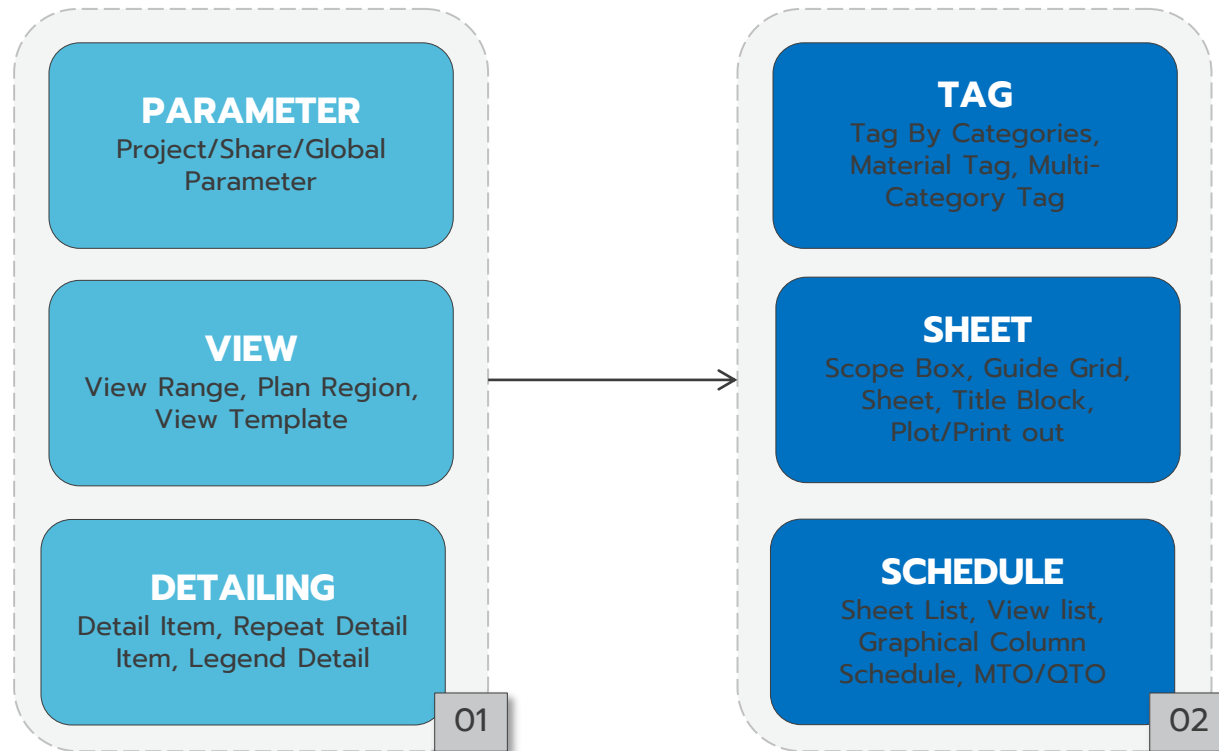 PARAMETER
Project/Share/Global
Parameter
VIEW
View Range, Plan Region,
View Template
DETAILING
Detail Item, Repeat Detail
Item, Legend Detail
01
TAG
Tag By Categories,
Material Tag, Multi-
Category Tag
SHEET
Scope Box, Guide Grid,
Sheet, Title Block,
Plot/Print out
SCHEDULE
Sheet List, View list,
Graphical Column
Schedule, MTO/QTO
02